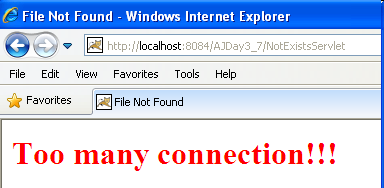 File Not Found - Windows Internet Explorer
http://localhost:8084/AJDay3_7/NotExistsServlet
File Edit View Favorites Tools Help
Favorites File Not Found
Too many connection!!!